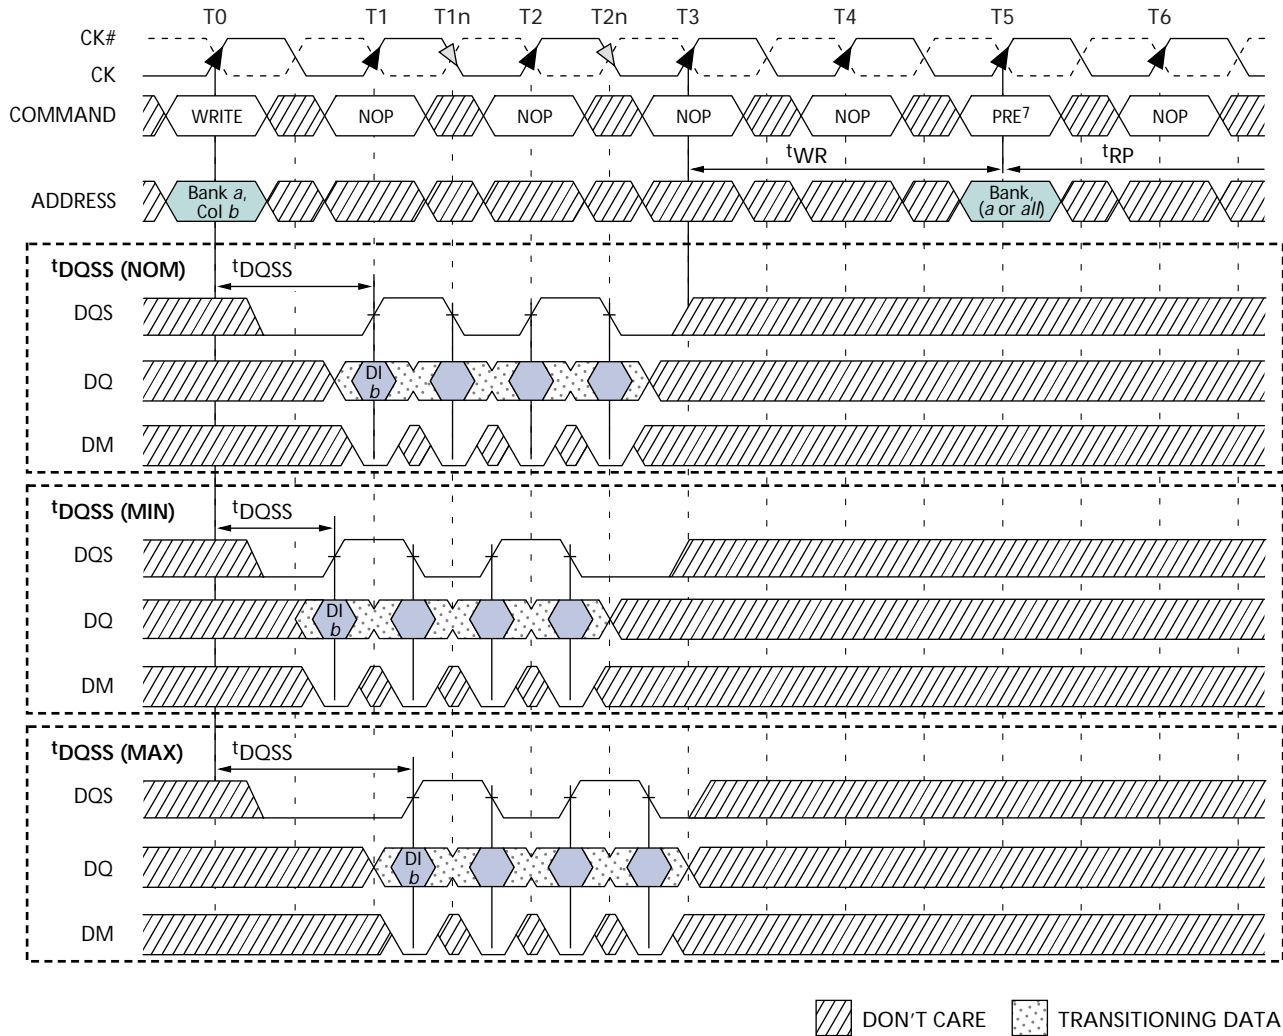 T0 T1 T1n T2 T2n T3 T4 T5 T6
CK#
CK
COMMAND WRITE NOP NOP NOP NOP PRE7 NOP
tWR tRP
ADDRESS Bank a, Col b Bank, (a or all)
tDQSS (NOM) tDQSS
DQS
DQ DI b
DM
tDQSS (MIN) tDQSS
DQS
DQ DI b
DM
tDQSS (MAX) tDQSS
DQS
DQ DI b
DM
DON'T CARE TRANSITIONING DATA